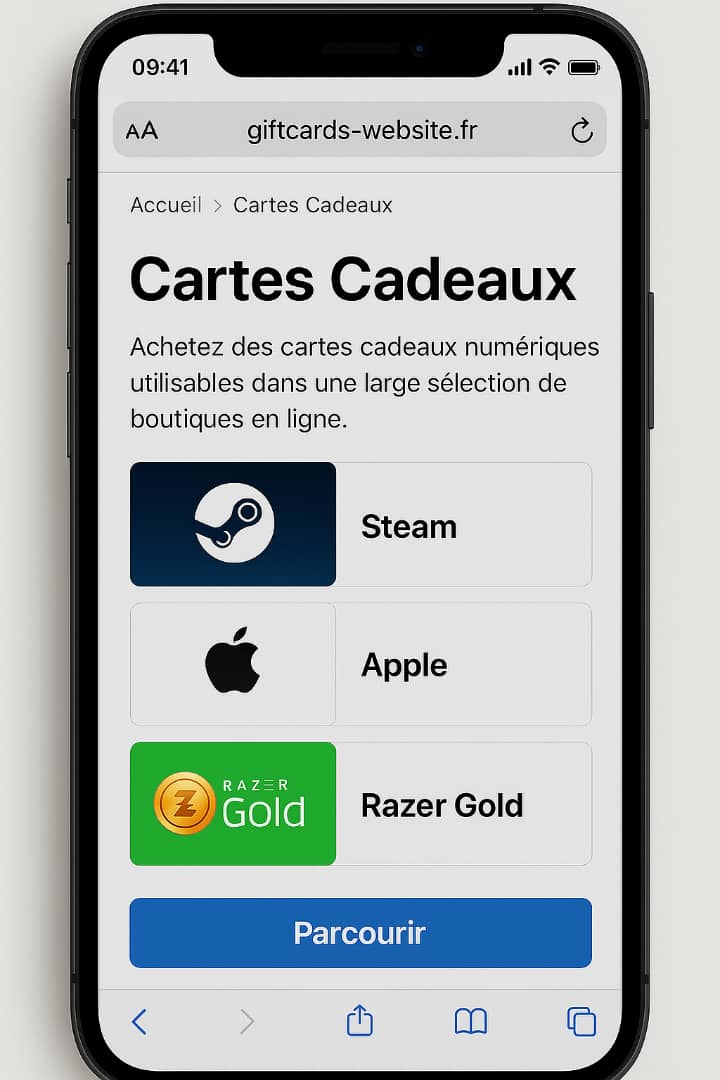 09:41
AA giftcards-website.fr
Accueil > Cartes Cadeaux
Cartes Cadeaux
Achetez des cartes cadeaux numériques
utilisables dans une large sélection de
boutiques en ligne.
Steam
Apple
RAZER
Gold
Razer Gold
Parcourir